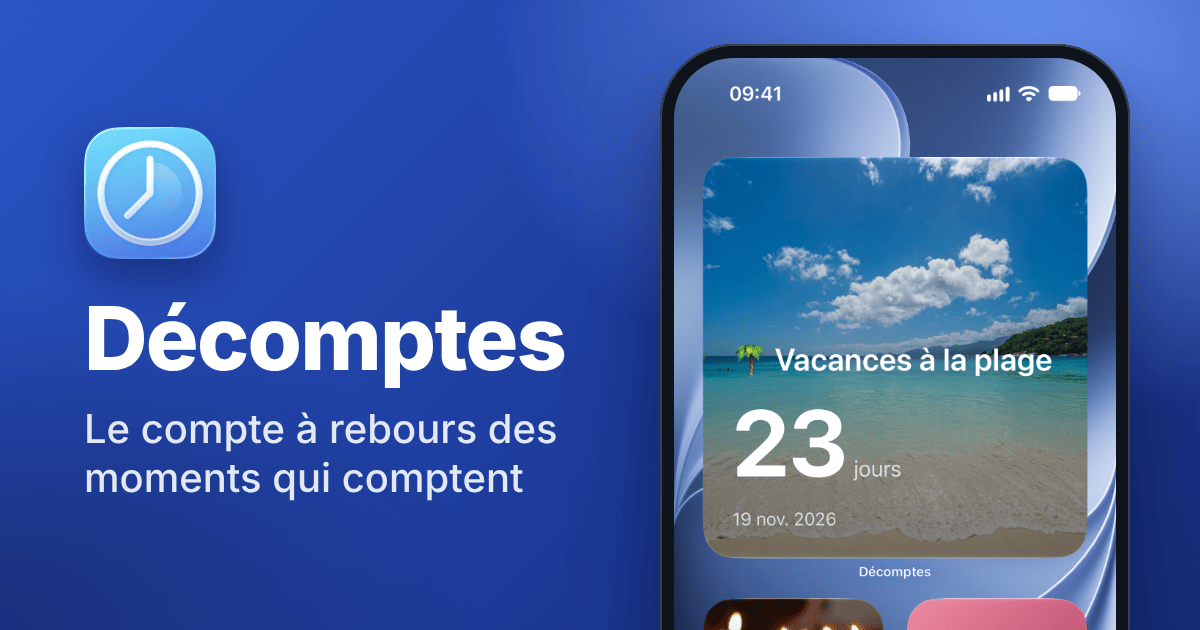 Décomptes
Le compte à rebours des
moments qui comptent
09:41
🌴 Vacances à la plage
23 jours
19 nov. 2026
Décomptes